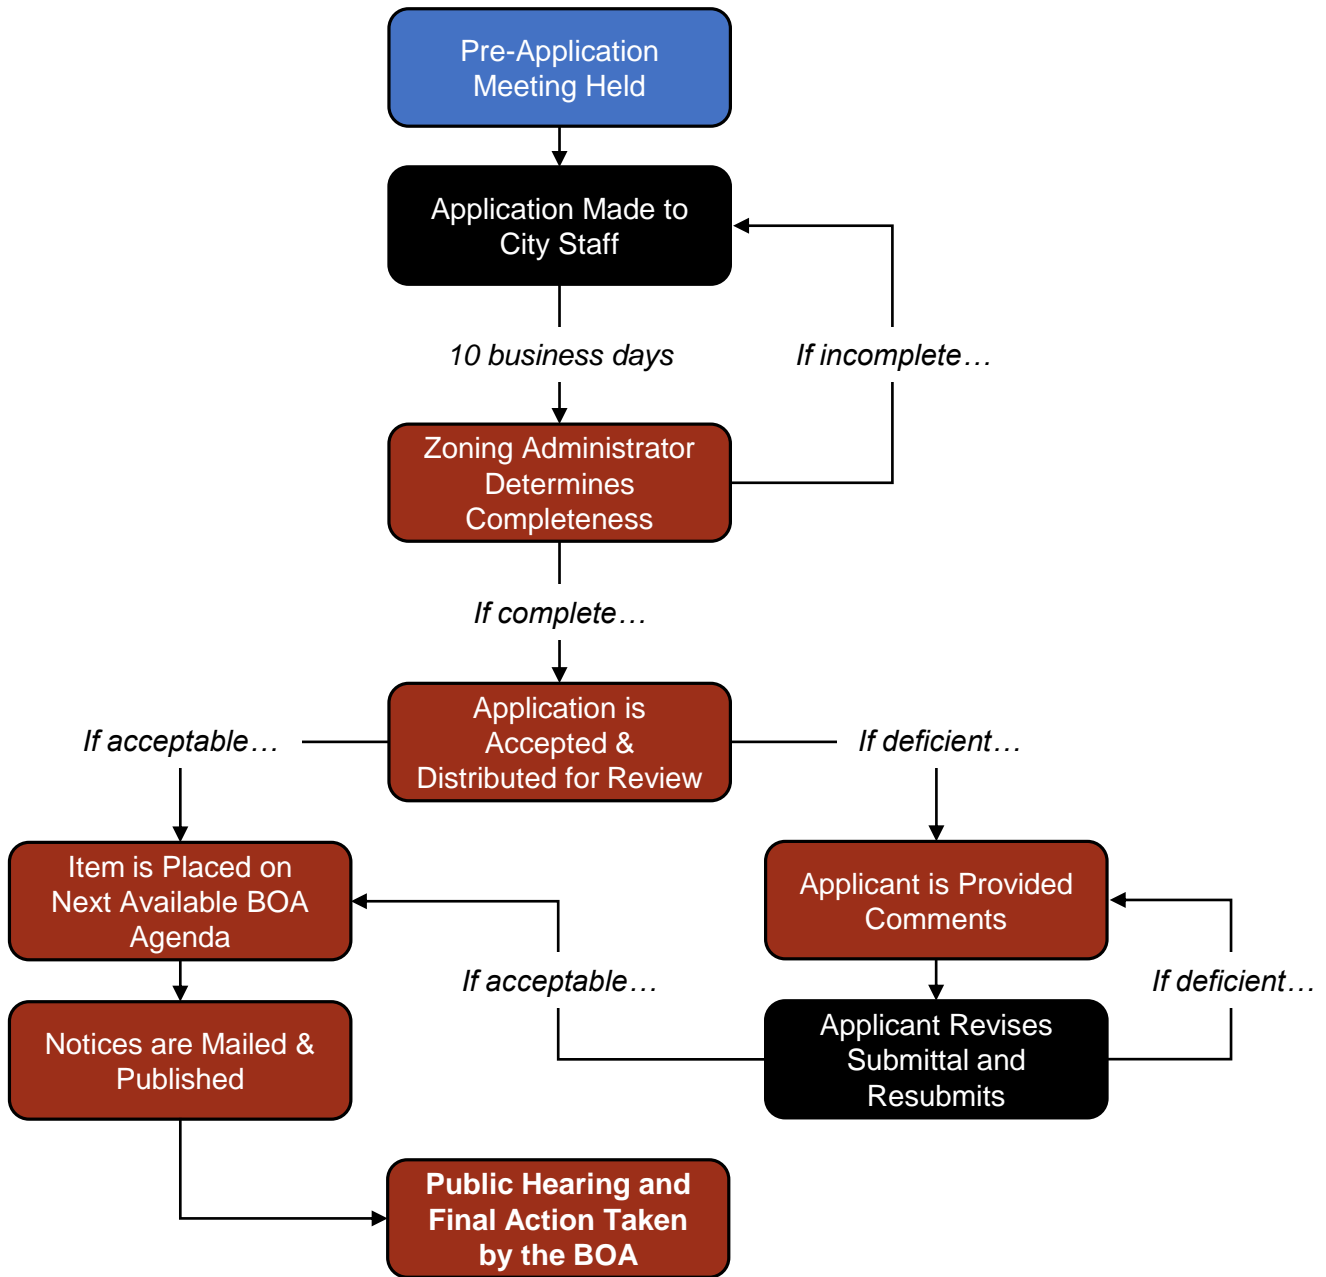 Pre-Application
Meeting Held
Application Made to
City Staff
10 business days
If incomplete…
Zoning Administrator
Determines
Completeness
If complete…
Application is
Accepted &
Distributed for Review
If acceptable…
If deficient…
Item is Placed on
Next Available BOA
Agenda
Applicant is Provided
Comments
If acceptable…
If deficient…
Notices are Mailed &
Published
Applicant Revises
Submittal and
Resubmits
Public Hearing and
Final Action Taken
by the BOA